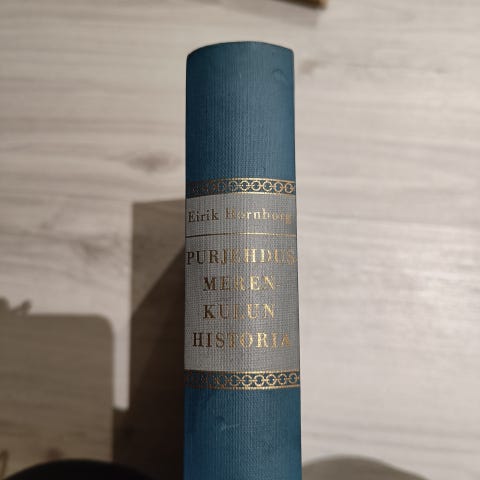 Eirik Hornborg
PURJEHDUS
MEREN
KULUN
HISTORIA